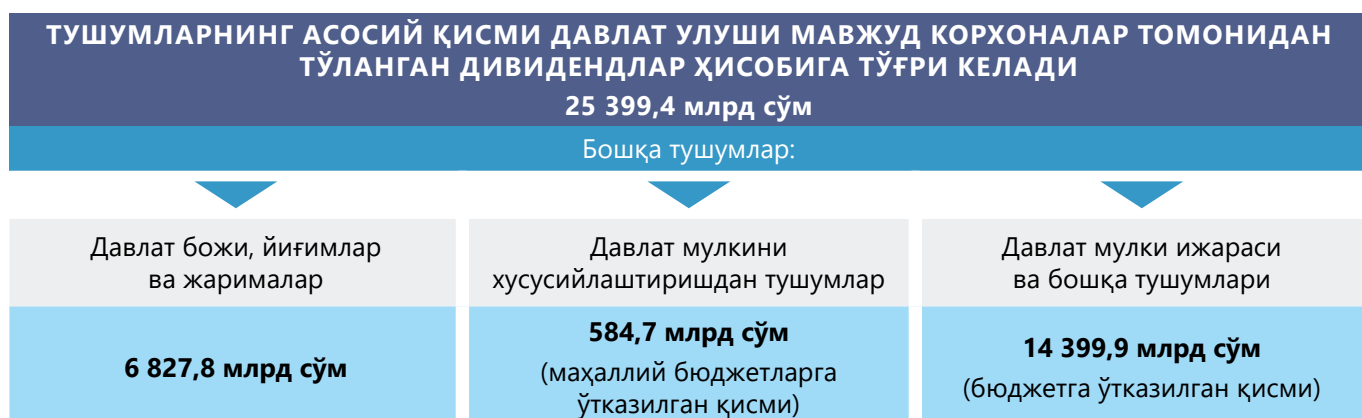 ТУШУМЛАРНИНГ АСОСИЙ ҚИСМИ ДАВЛАТ УЛУШИ МАВЖУД КОРХОНАЛАР ТОМОНИДАН
ТЎЛАНГАН ДИВИДЕНДЛАР ҲИСОБИГА ТЎҒРИ КЕЛАДИ
25 399,4 млрд сўм
Бошқа тушумлар:
Давлат божи, йиғимлар
ва жарималар
6 827,8 млрд сўм
Давлат мулкини
хусусийлаштиришдан тушумлар
584,7 млрд сўм
(маҳаллий бюджетларга
ўтказилган қисми)
Давлат мулки ижараси
ва бошқа тушумлари
14 399,9 млрд сўм
(бюджетга ўтказилган қисми)